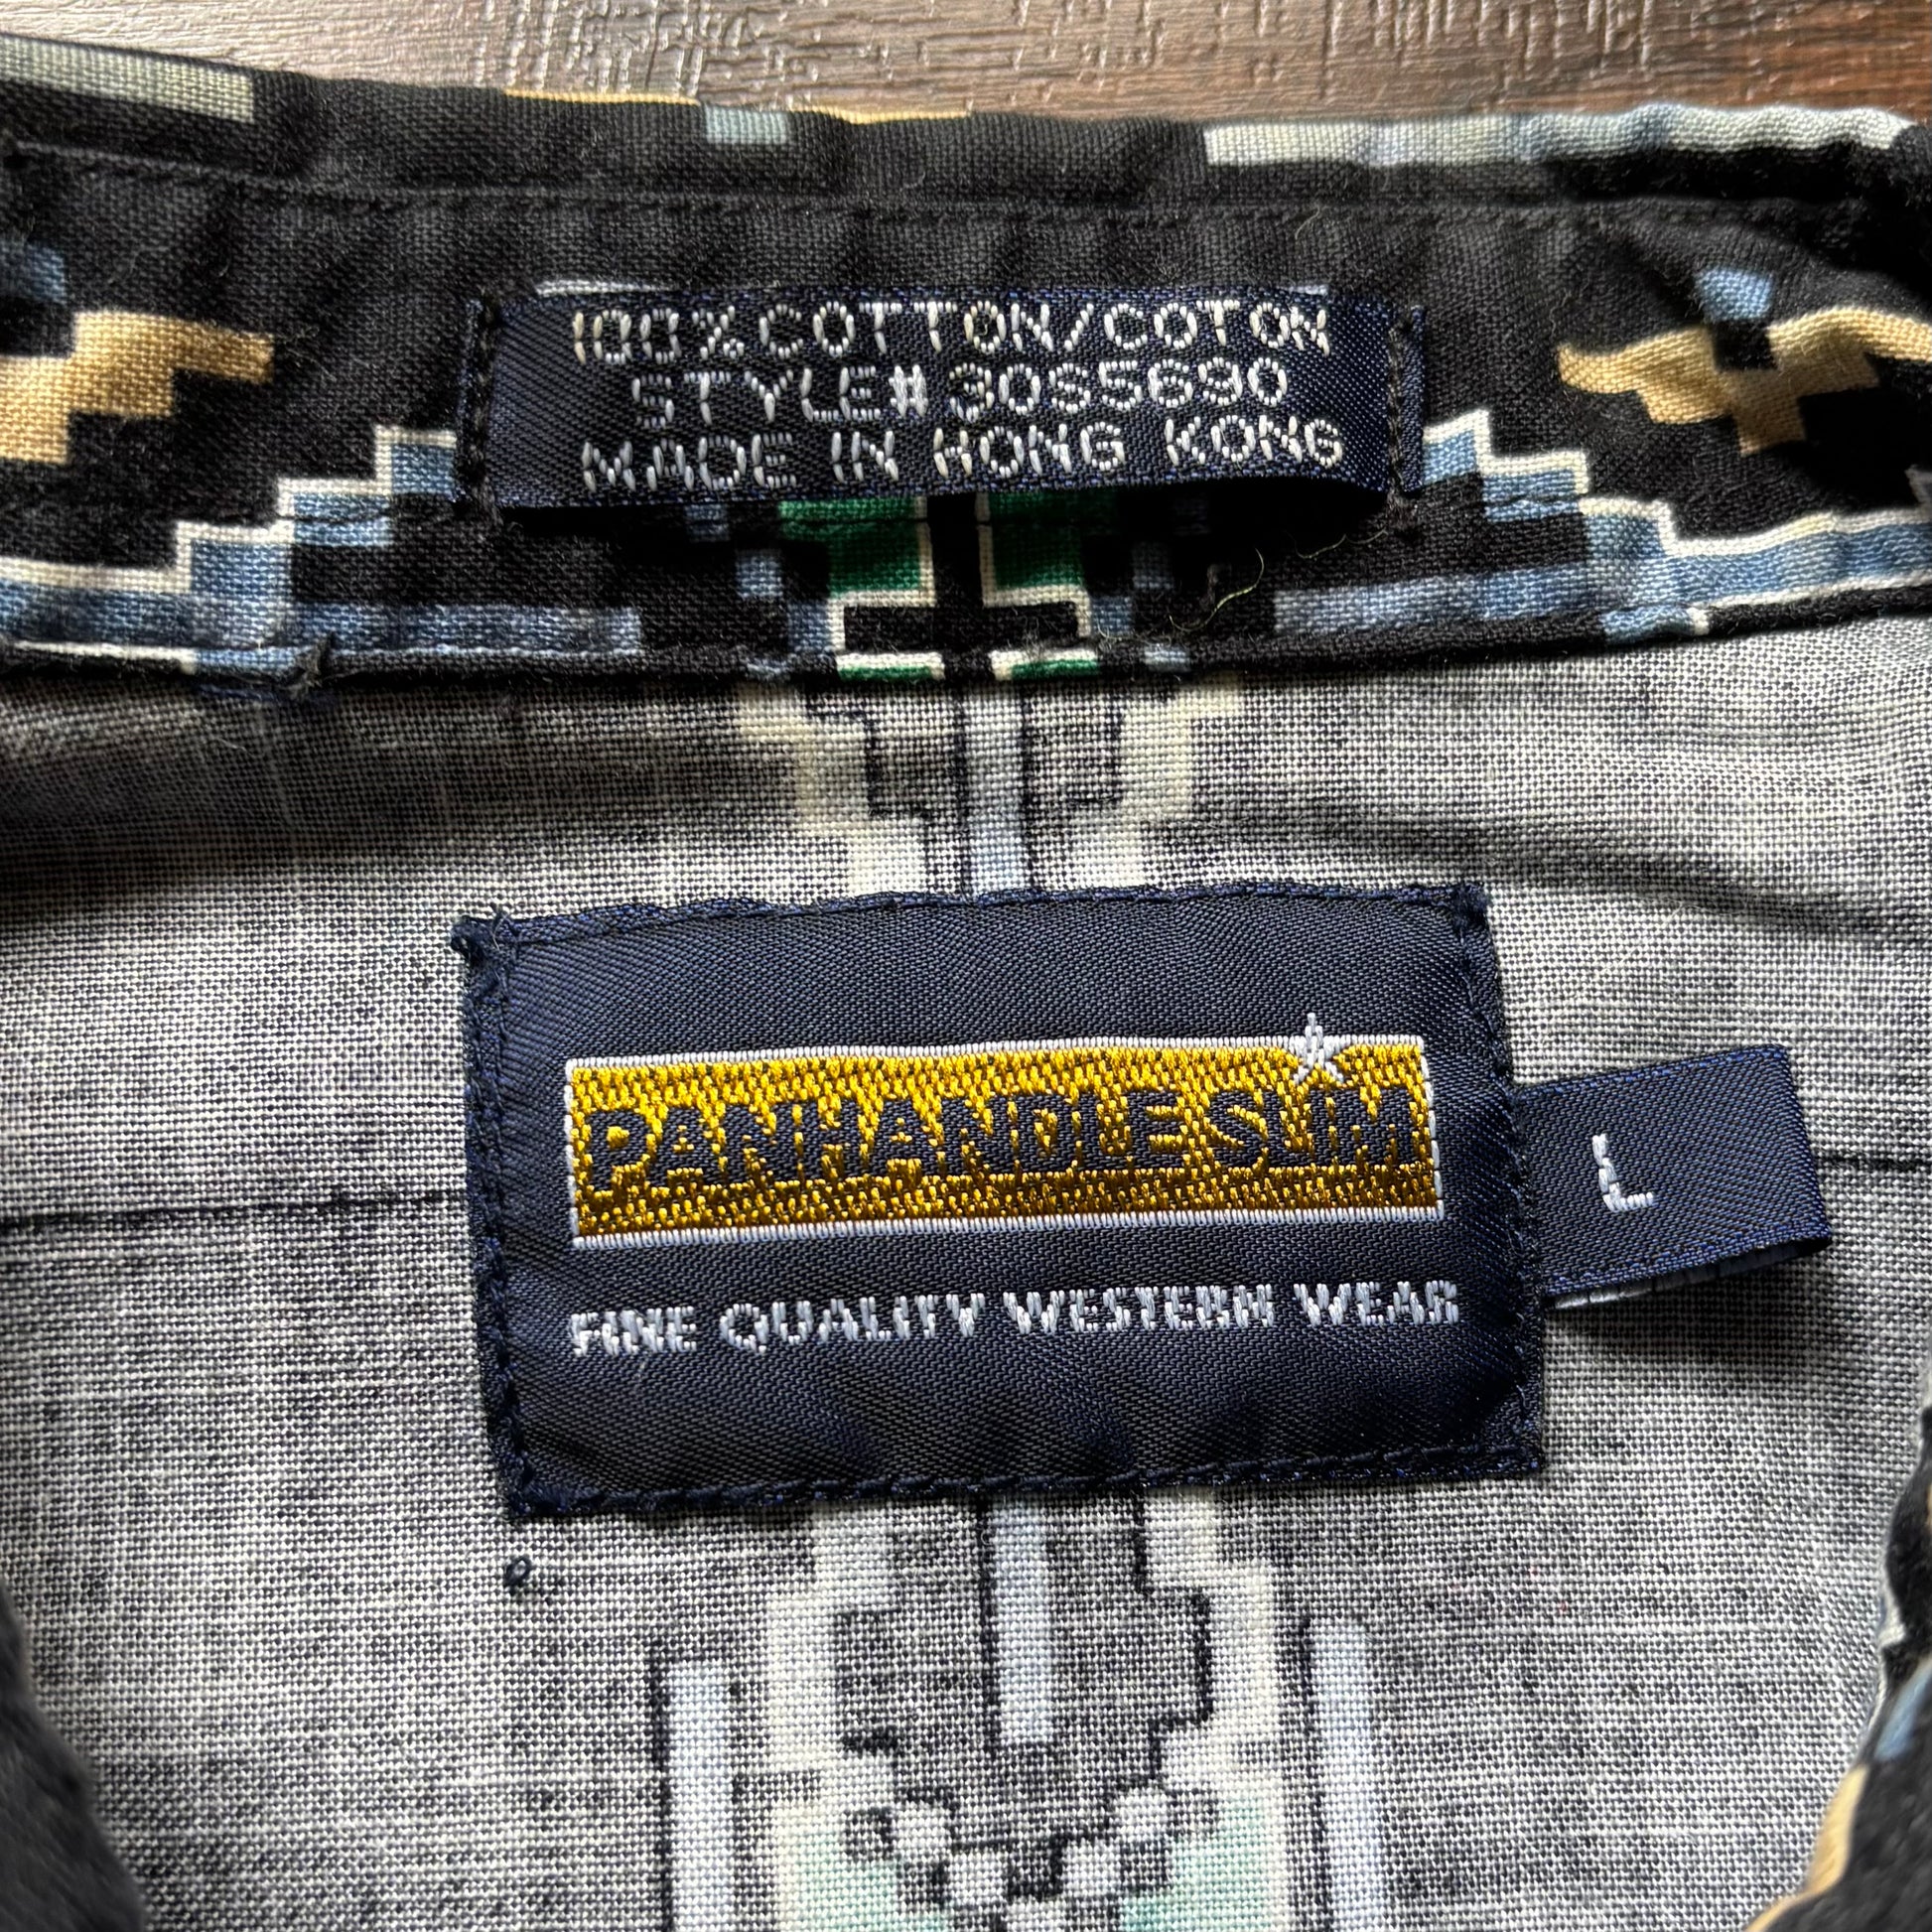 100% COTTON/COTON
STYLE# 30S5690
MADE IN HONG KONG
PANHANDLE SLIM
FINE QUALITY WESTERN WEAR
L